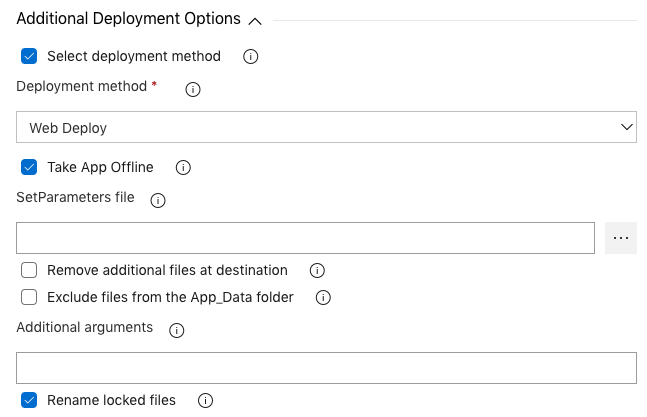 Additional Deployment Options
Select deployment method
Deployment method *
Web Deploy
Take App Offline
SetParameters file
...
Remove additional files at destination
Exclude files from the App_Data folder
Additional arguments
Rename locked files